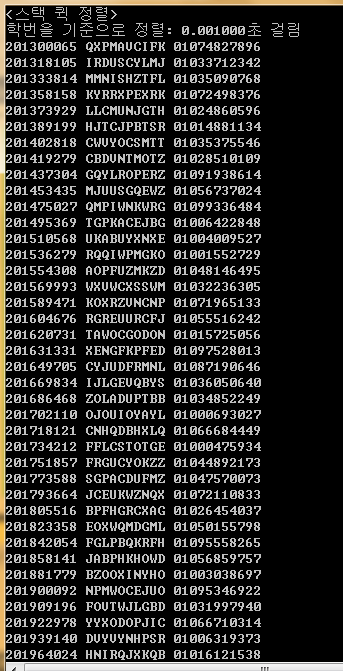 <스택 퀵 정렬>
학번을 기준으로 정렬: 0.001000초 걸림
201300065 QXPMAVCIFK 01074827896
201318105 IRDUSCYLMJ 01033712342
201333814 MMNISHZTFL 01035090768
201358158 KYRRXPEXRK 01072498376
201373929 LLCMUNJGTH 01024860596
201389199 HJTCJPBTSR 01014881134
201402818 CWVYOCSMTT 01035375546
201419279 CBDVNTMOTZ 01028510109
201437304 GQYLROPERZ 01091938614
201453435 MJUUSGQEWZ 01056737024
201475027 QMPIWNKWRG 01099336484
201495369 TGPKACEJBG 01006422848
201510568 UKABUYXNXE 01004009527
201536279 RQQIWPMGKO 01001552729
201554308 AOPFUZMKZD 01048146495
201569993 WXVWCXSSWM 01032236305
201589471 KOXRZVNCNP 01071965133
201604676 RGREUURCFJ 01055516242
201620731 TAWOCGODON 01015725056
201631331 XENGFKPFED 01097528013
201649705 CYJUDFRMNL 01087190646
201669834 IJLGEVQBYS 01036050640
201686468 ZOLADUPTBB 01034852249
201702110 OJOUIOYAYL 01000693027
201718121 CNHQDBHXLQ 01066684449
201734212 FFLCSTOTGE 01000475934
201751857 FRGUCYOKZZ 01044892173
201773588 SGPACDUFMZ 01047570073
201793664 JCEUKWZNQX 01072110833
201805516 BPFHGRCXAG 01026454037
201823358 EOXWQMDGML 01050155798
201842054 FGLPBQKRFH 01095558265
201858141 JABPHKHOWD 01056859757
201881779 BZOOXINYHO 01003038697
201900092 NPMWOCEJUO 01095346922
201909196 FOVTWJLGBD 01031997940
201922978 YYXODOPJIC 01066710314
201939140 DVYVYNHPSR 01006319373
201964024 HNIRQJXKQB 01016121538